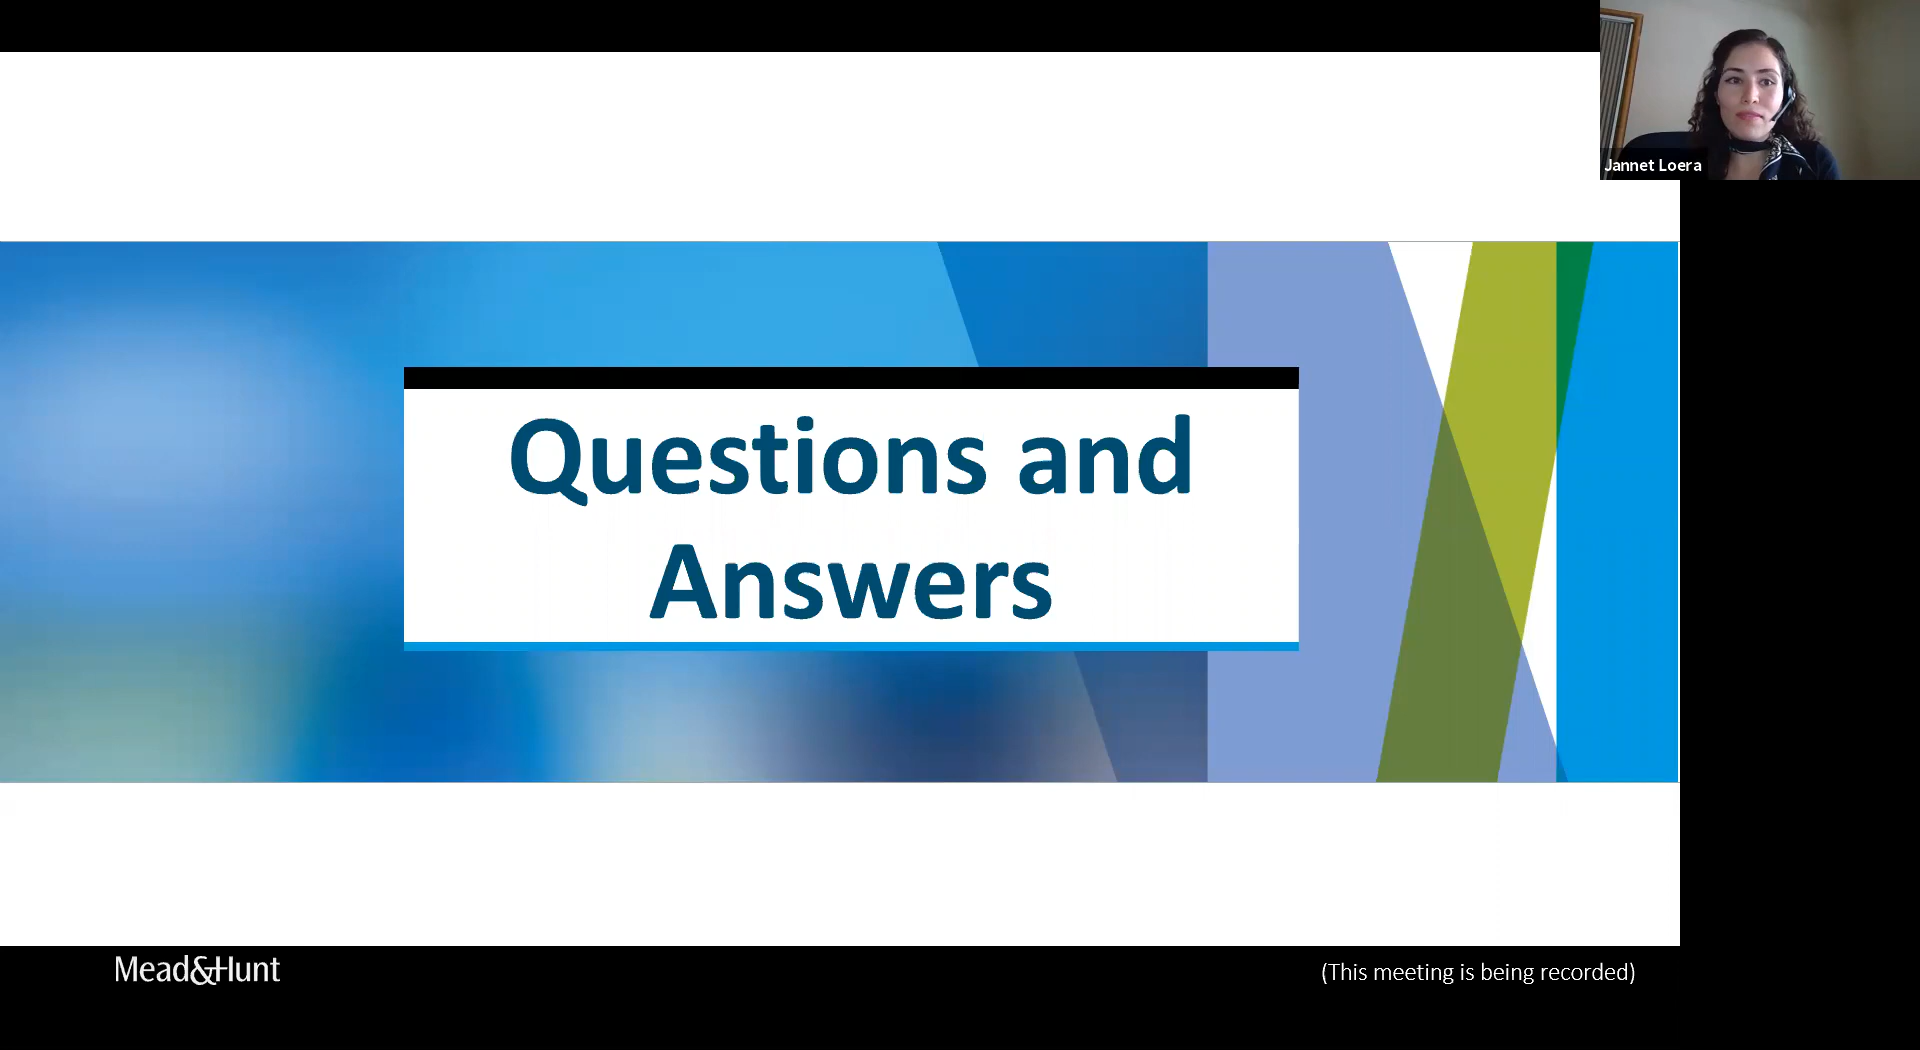 Jannet Loera
Questions and
Answers
Mead&Hunt
(This meeting is being recorded)